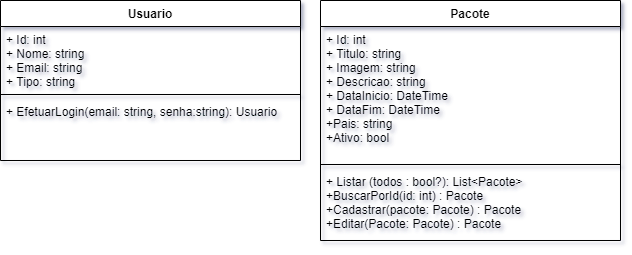 Usuario
+ Id: int
+ Nome: string
+ Email: string
+ Tipo: string
+ EfetuarLogin(email: string, senha:string): Usuario
Pacote
+ Id: int
+ Titulo: string
+ Imagem: string
+ Descricao: string
+ DataInicio: DateTime
+ DataFim: DateTime
+Pais: string
+Ativo: bool
+ Listar (todos : bool?): List<Pacote>
+BuscarPorId(id: int) : Pacote
+Cadastrar(pacote: Pacote) : Pacote
+Editar(Pacote: Pacote) : Pacote